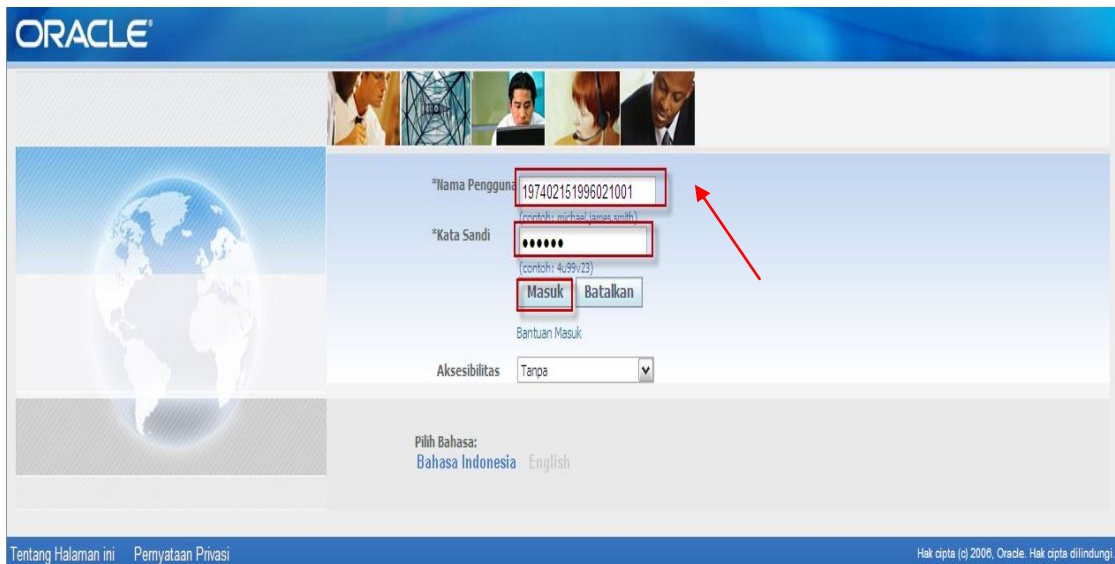 ORACLE
*Nama Pengguna
197402151996021001
(contoh: michael.james.smith)
*Kata Sandi
••••••
(contoh: 4u99v23)
Masuk Batalkan
Bantuan Masuk
Aksesibilitas Tanpa
Pilih Bahasa:
Bahasa Indonesia English
Tentang Halaman ini Pernyataan Privasi
Hak cipta (c) 2006, Oracle. Hak cipta dilindungi.